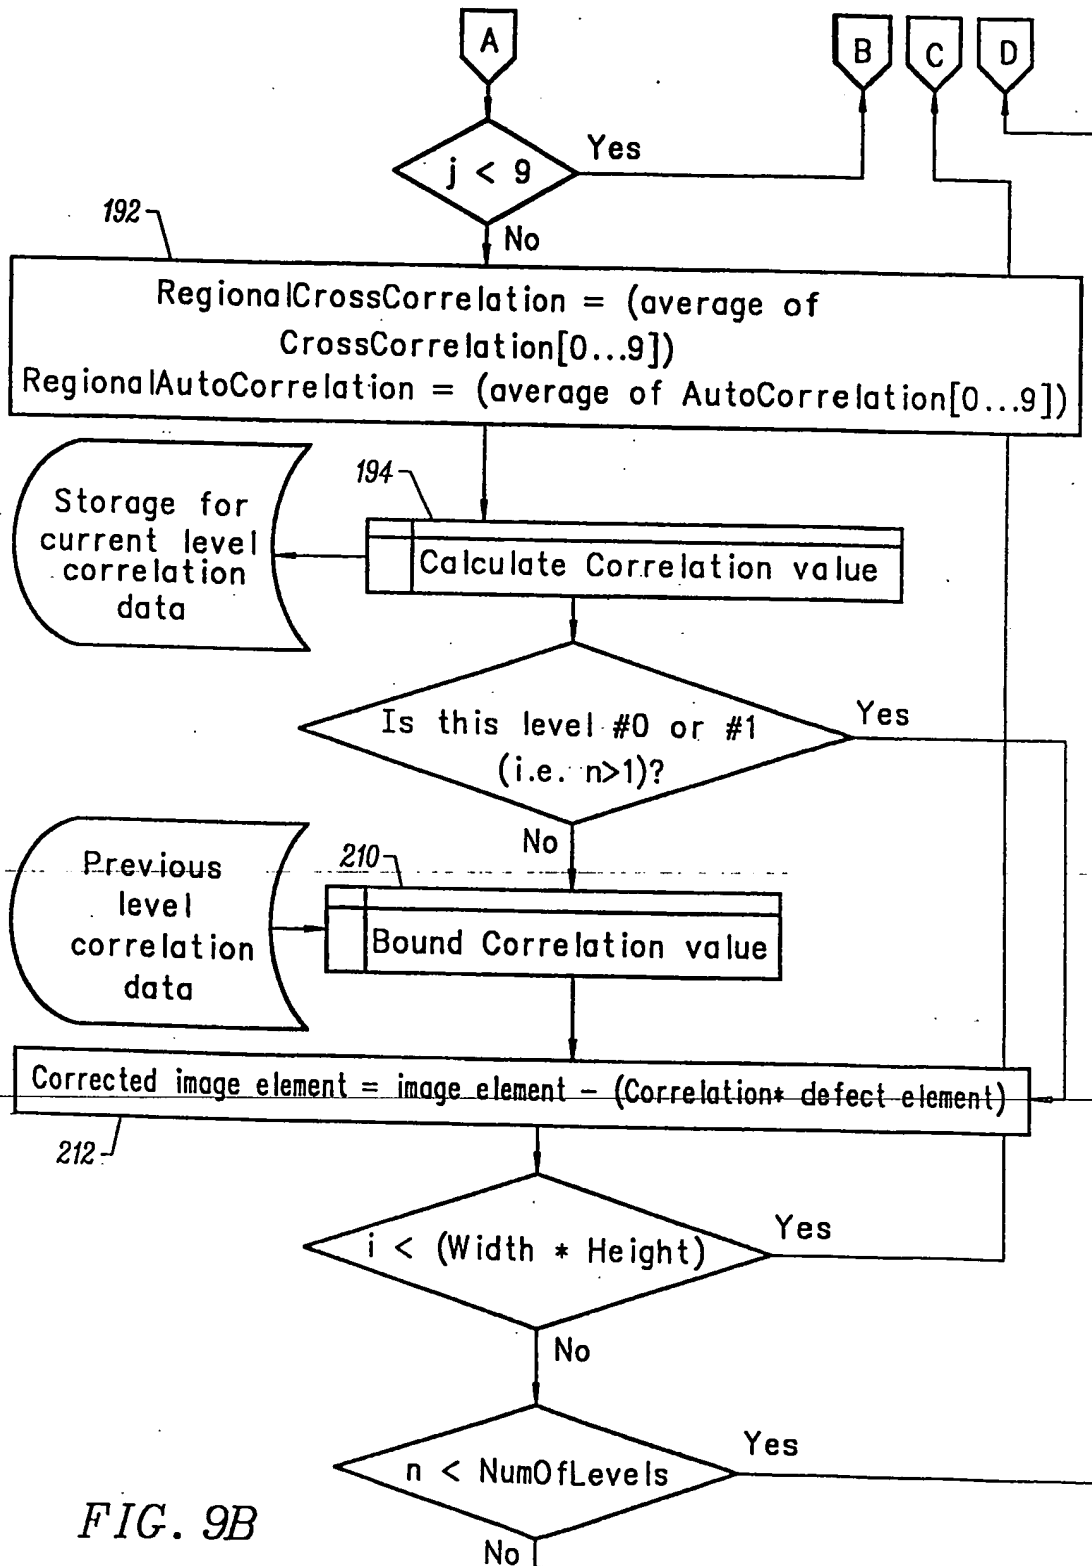 A
B
C
D
j < 9
Yes
No
192
RegionalCrossCorrelation = (average of
CrossCorrelation[0...9])
RegionalAutoCorrelation = (average of AutoCorrelation[0...9])
Storage for
current level
correlation
data
194
Calculate Correlation value
Is this level #0 or #1
(i.e. n>1)?
Yes
No
Previous
level
correlation
data
210
Bound Correlation value
Corrected image element = image element - (Correlation* defect element)
212
i < (Width * Height)
Yes
No
n < NumOfLevels
Yes
No
FIG. 9B